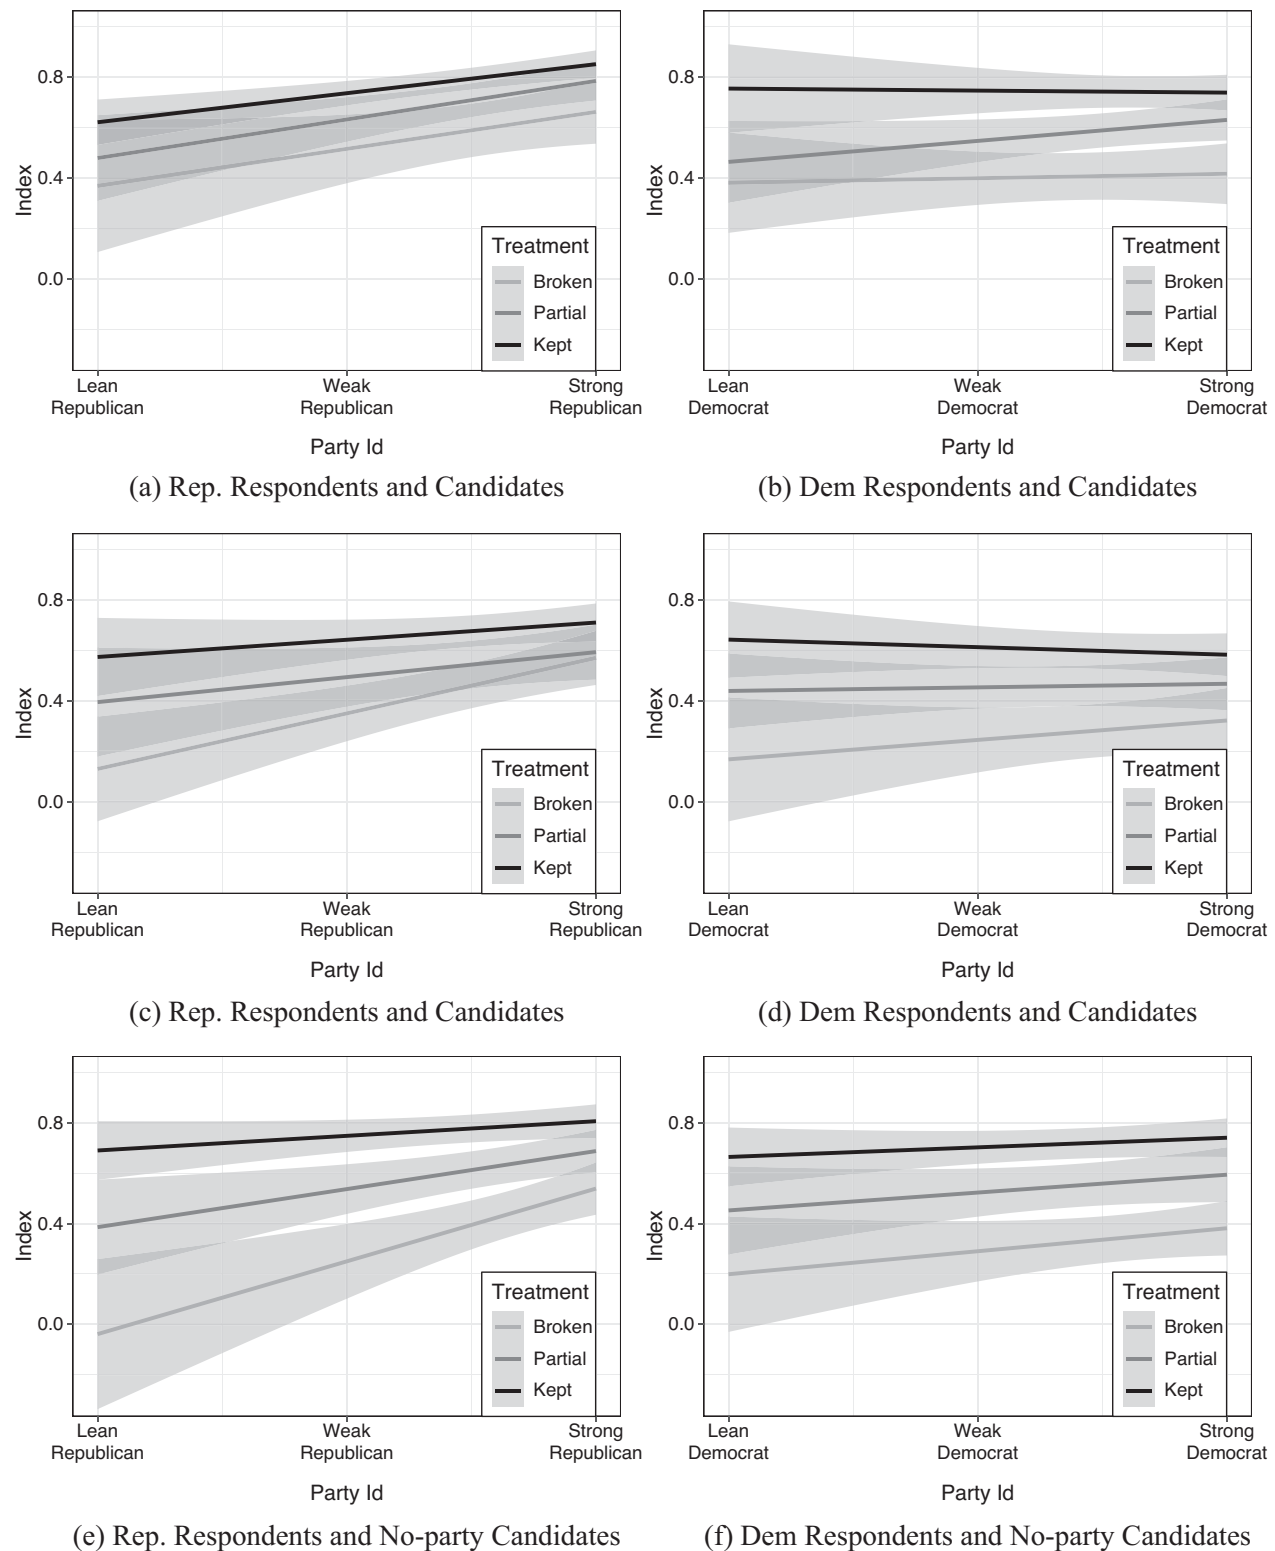 0.8
0.4
0.0
Index
Treatment
Broken
Partial
Kept
Lean
Republican
Weak
Republican
Strong
Republican
Party Id
(a) Rep. Respondents and Candidates
0.8
0.4
0.0
Index
Treatment
Broken
Partial
Kept
Lean
Democrat
Weak
Democrat
Strong
Democrat
Party Id
(b) Dem Respondents and Candidates
0.8
0.4
0.0
Index
Treatment
Broken
Partial
Kept
Lean
Republican
Weak
Republican
Strong
Republican
Party Id
(c) Rep. Respondents and Candidates
0.8
0.4
0.0
Index
Treatment
Broken
Partial
Kept
Lean
Democrat
Weak
Democrat
Strong
Democrat
Party Id
(d) Dem Respondents and Candidates
0.8
0.4
0.0
Index
Treatment
Broken
Partial
Kept
Lean
Republican
Weak
Republican
Strong
Republican
Party Id
(e) Rep. Respondents and No-party Candidates
0.8
0.4
0.0
Index
Treatment
Broken
Partial
Kept
Lean
Democrat
Weak
Democrat
Strong
Democrat
Party Id
(f) Dem Respondents and No-party Candidates